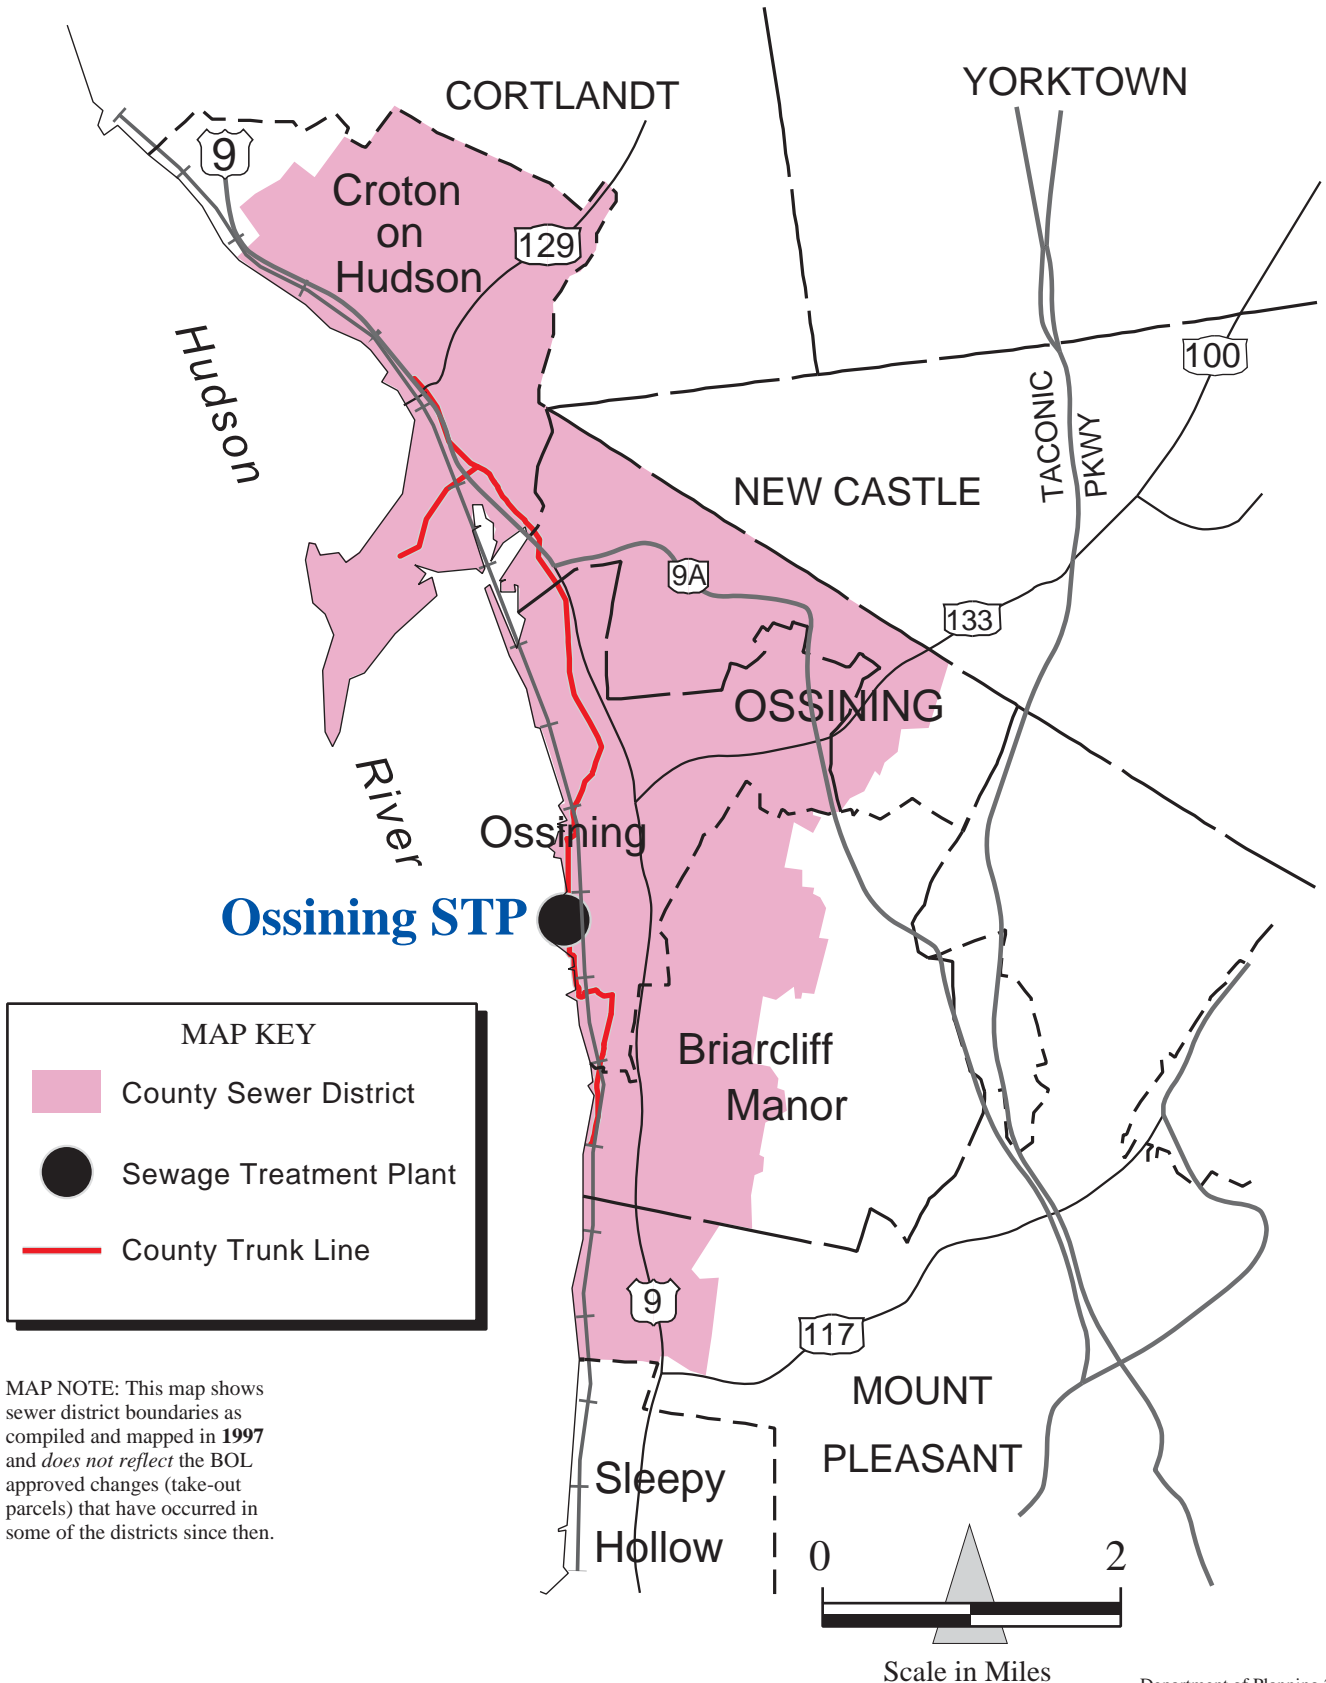 CORTLANDT
YORKTOWN
9
Croton
on
Hudson
129
Hudson
100
TACONIC
PKWY
NEW CASTLE
9A
133
OSSINING
River
Ossining
Ossining STP
MAP KEY
County Sewer District
Sewage Treatment Plant
County Trunk Line
Briarcliff
Manor
9
117
MOUNT
PLEASANT
MAP NOTE: This map shows
sewer district boundaries as
compiled and mapped in 1997
and does not reflect the BOL
approved changes (take-out
parcels) that have occurred in
some of the districts since then.
Sleepy
Hollow
0 2
Scale in Miles